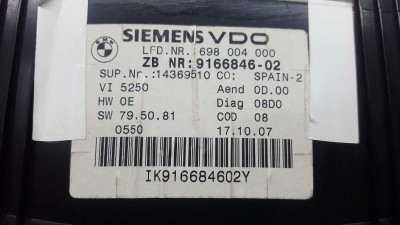 SIEMENS VDO
LFD.NR.:698 004 000
ZB NR:9166846-02
SUP.Nr.:14369510 CO: SPAIN-2
VI 5250 Aend 0D.00
HW 0E Diag 08D0
SW 79.50.81 COD 08
0550 17.10.07
IK916684602Y